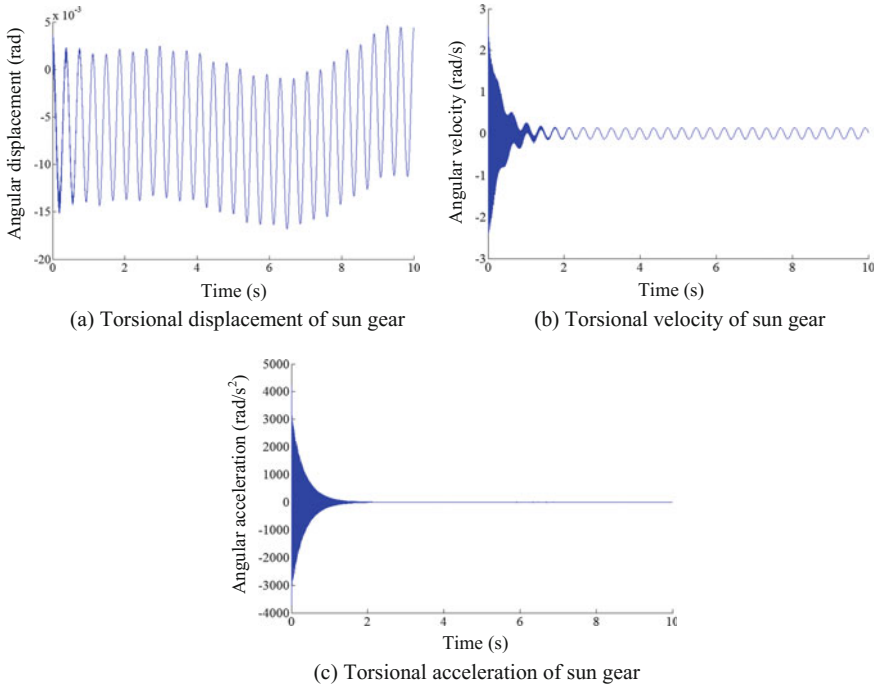 x 10⁻³
5
0
-5
-10
-15
-20
0 2 4 6 8 10
Angular displacement (rad)
Time (s)
(a) Torsional displacement of sun gear
3
2
1
0
-1
-2
-3
0 2 4 6 8 10
Angular velocity (rad/s)
Time (s)
(b) Torsional velocity of sun gear
5000
4000
3000
2000
1000
0
-1000
-2000
-3000
-4000
0 2 4 6 8 10
Angular acceleration (rad/s²)
Time (s)
(c) Torsional acceleration of sun gear